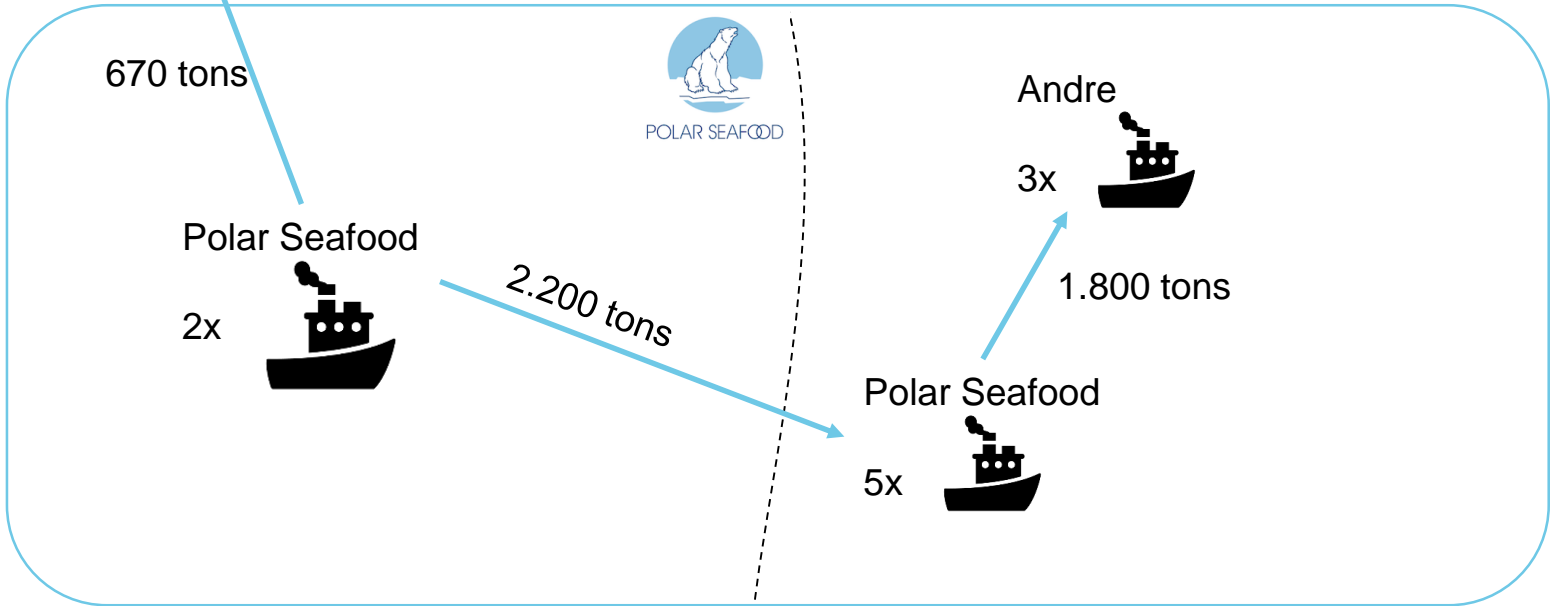 670 tons
POLAR SEAFOOD
Andre
3x
Polar Seafood
2.200 tons
2x
1.800 tons
Polar Seafood
5x